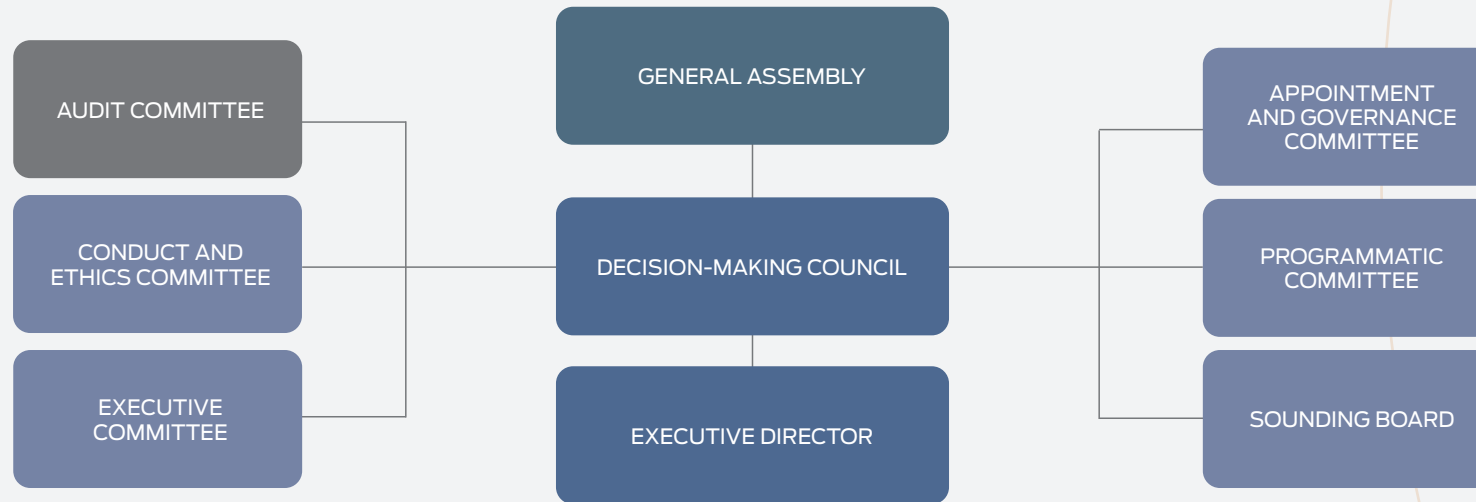 GENERAL ASSEMBLY
AUDIT COMMITTEE
APPOINTMENT
AND GOVERNANCE
COMMITTEE
CONDUCT AND
ETHICS COMMITTEE
DECISION-MAKING COUNCIL
PROGRAMMATIC
COMMITTEE
EXECUTIVE
COMMITTEE
EXECUTIVE DIRECTOR
SOUNDING BOARD